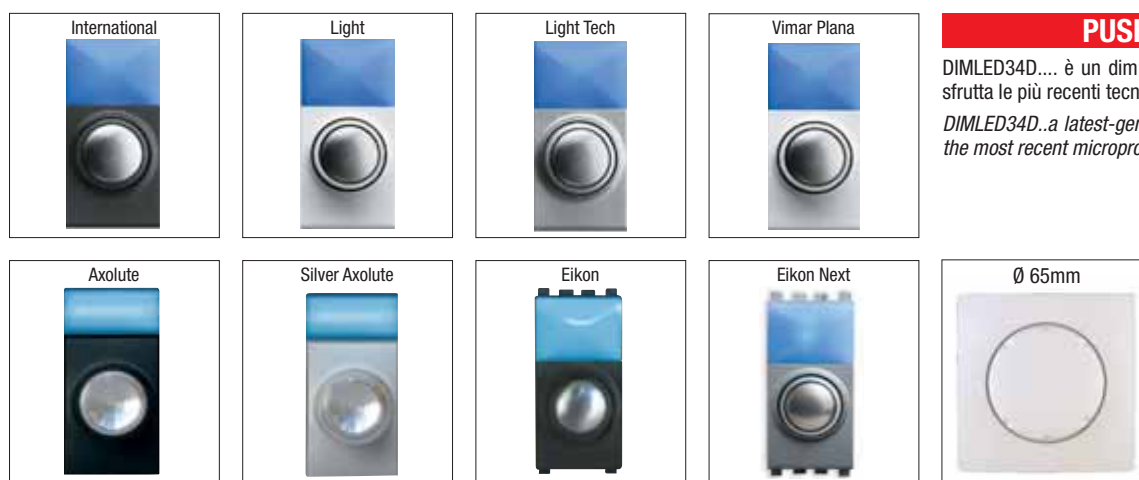 International
Light
Light Tech
Vimar Plana
DIMLED34D.... è un dim
sfrutta le più recenti tecn
DIMLED34D..a latest-ger
the most recent micropro
Axolute
Silver Axolute
Eikon
Eikon Next
Ø 65mm